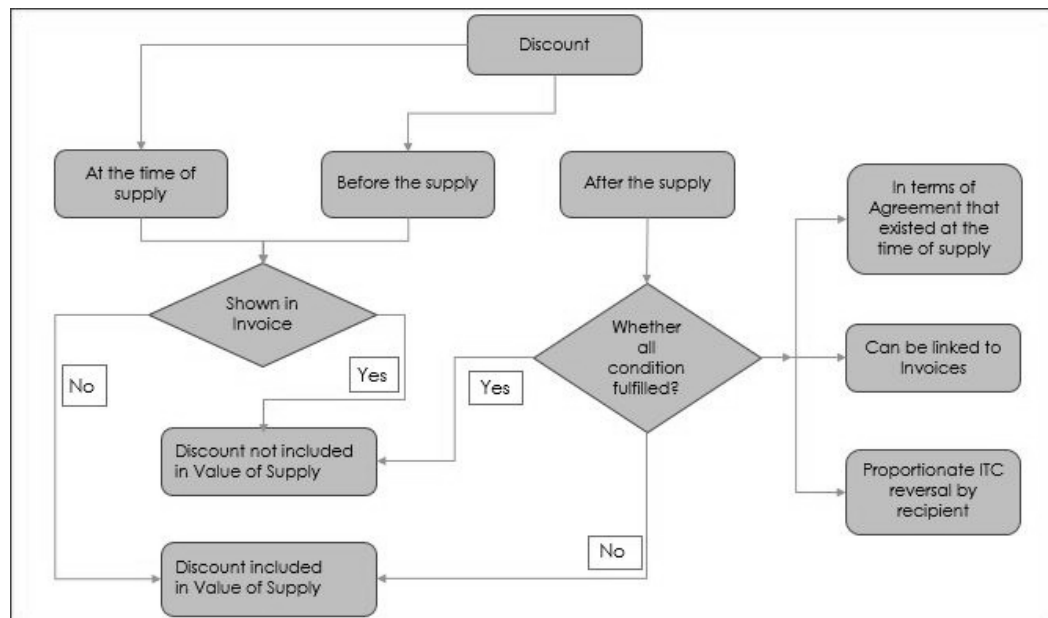 Discount
At the time of
supply
Before the supply
After the supply
In terms of
Agreement that
existed at the
time of supply
Shown in
Invoice
Whether
all
condition
fulfilled?
Can be linked to
Invoices
No
Yes
Yes
Discount not included
in Value of Supply
Proportionate ITC
reversal by
recipient
No
Discount included
in Value of Supply